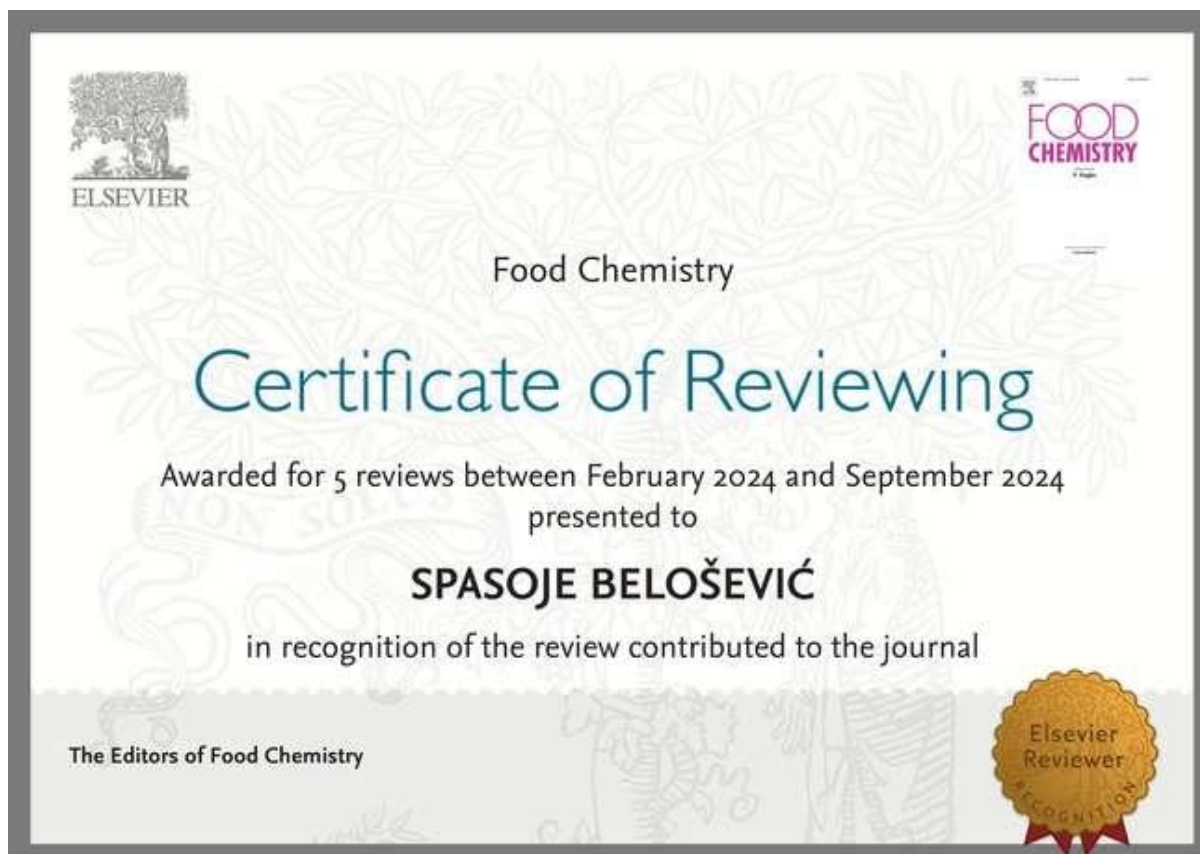 ELSEVIER
FOOD
CHEMISTRY
Food Chemistry
Certificate of Reviewing
Awarded for 5 reviews between February 2024 and September 2024
presented to
NON SOLUS
SPASOJE BELOŠEVIĆ
in recognition of the review contributed to the journal
The Editors of Food Chemistry
Elsevier
Reviewer
RECOGNITION